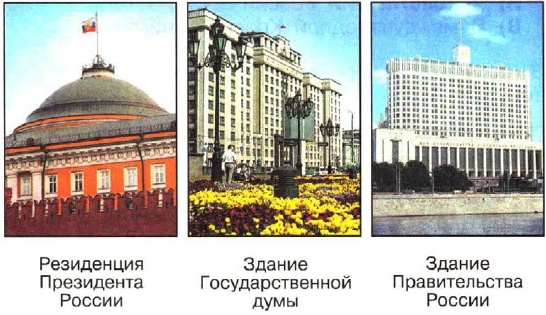 Резиденция
Президента
России
Здание
Государственной
думы
Здание
Правительства
России